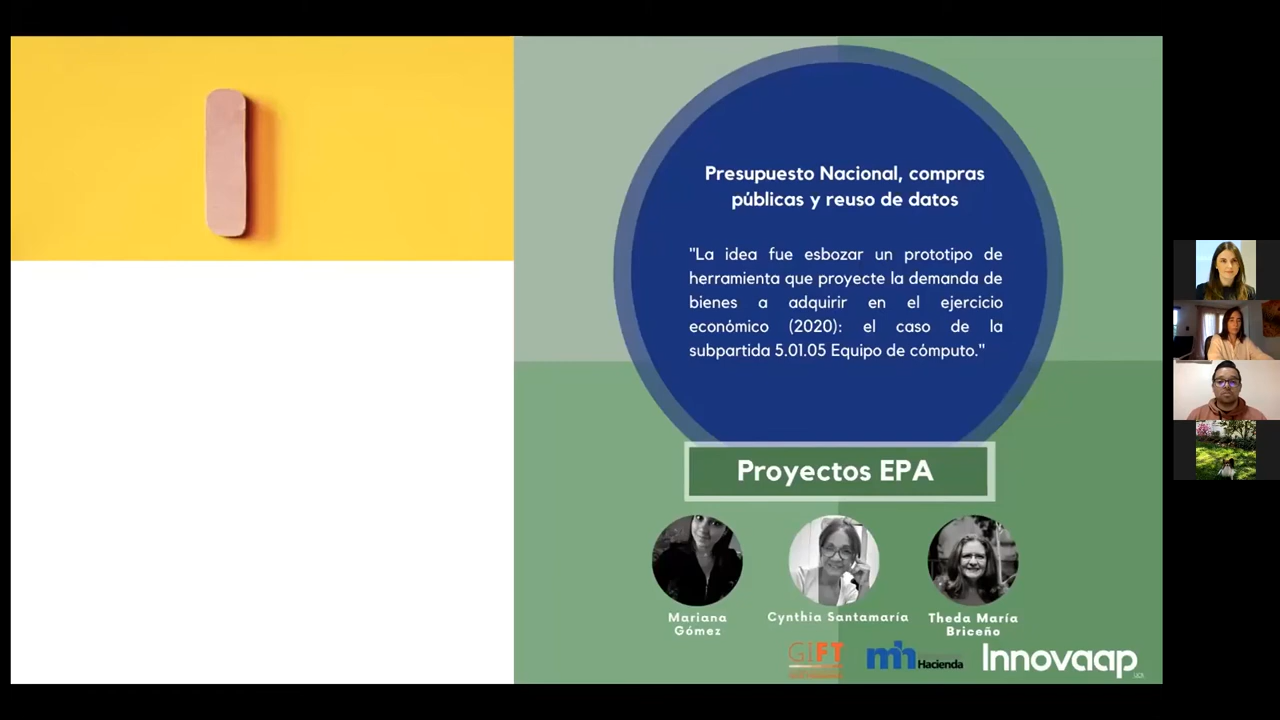 Presupuesto Nacional, compras
públicas y reuso de datos
"La idea fue esbozar un prototipo de
herramienta que proyecte la demanda de
bienes a adquirir en el ejercicio
económico (2020): el caso de la
subpartida 5.01.05 Equipo de cómputo."
Proyectos EPA
Mariana
Gómez
Cynthia Santamaría
Theda María
Briceño
GIFT
mh
Hacienda
Innovaap